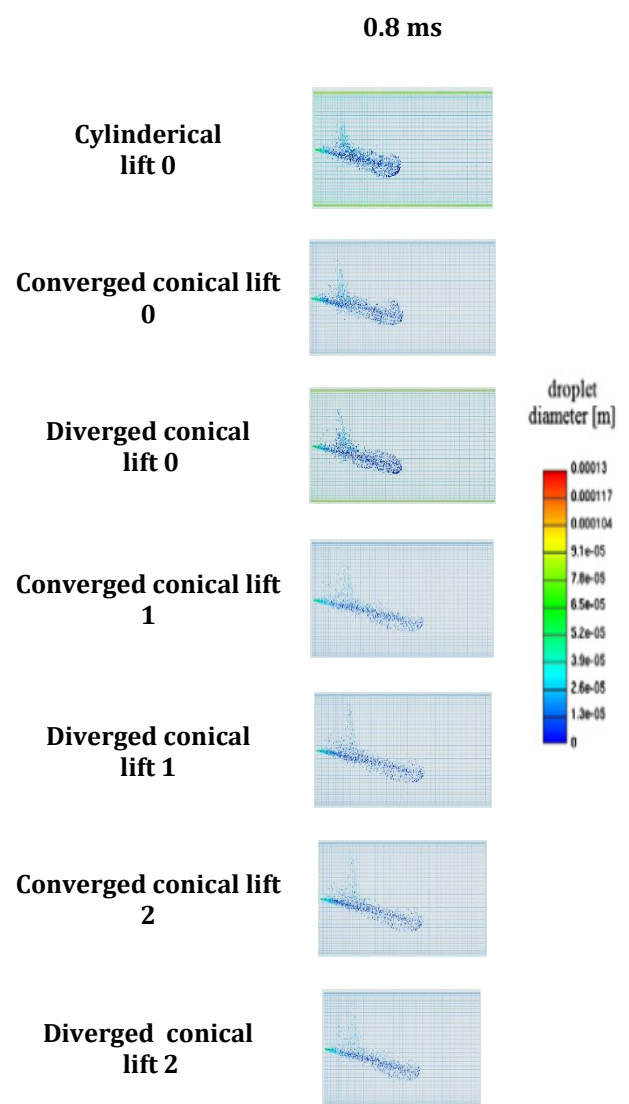 0.8 ms
Cylinderical
lift 0
Converged conical lift
0
Diverged conical
lift 0
droplet
diameter [m]
0.00013
0.000117
0.000104
9.1e-05
7.8e-05
6.5e-05
5.2e-05
3.9e-05
2.6e-05
1.3e-05
0
Converged conical lift
1
Diverged conical
lift 1
Converged conical lift
2
Diverged conical
lift 2